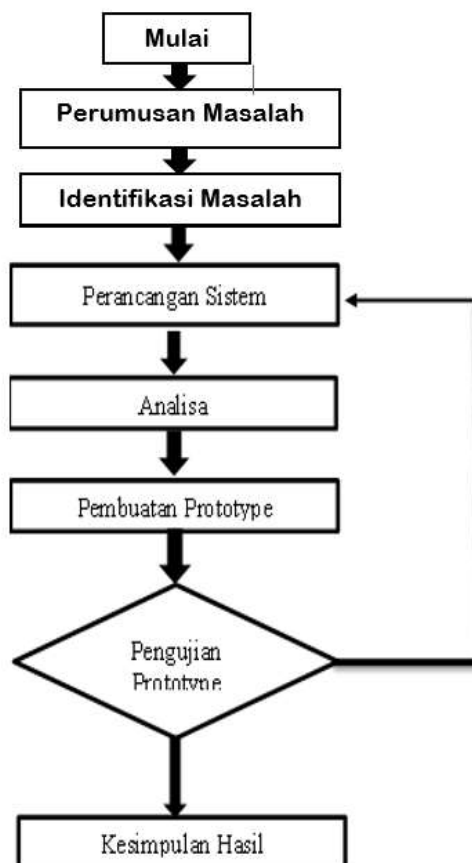 Mulai
Perumusan Masalah
Identifikasi Masalah
Perancangan Sistem
Analisa
Pembuatan Prototype
Pengujian
Prototype
Kesimpulan Hasil